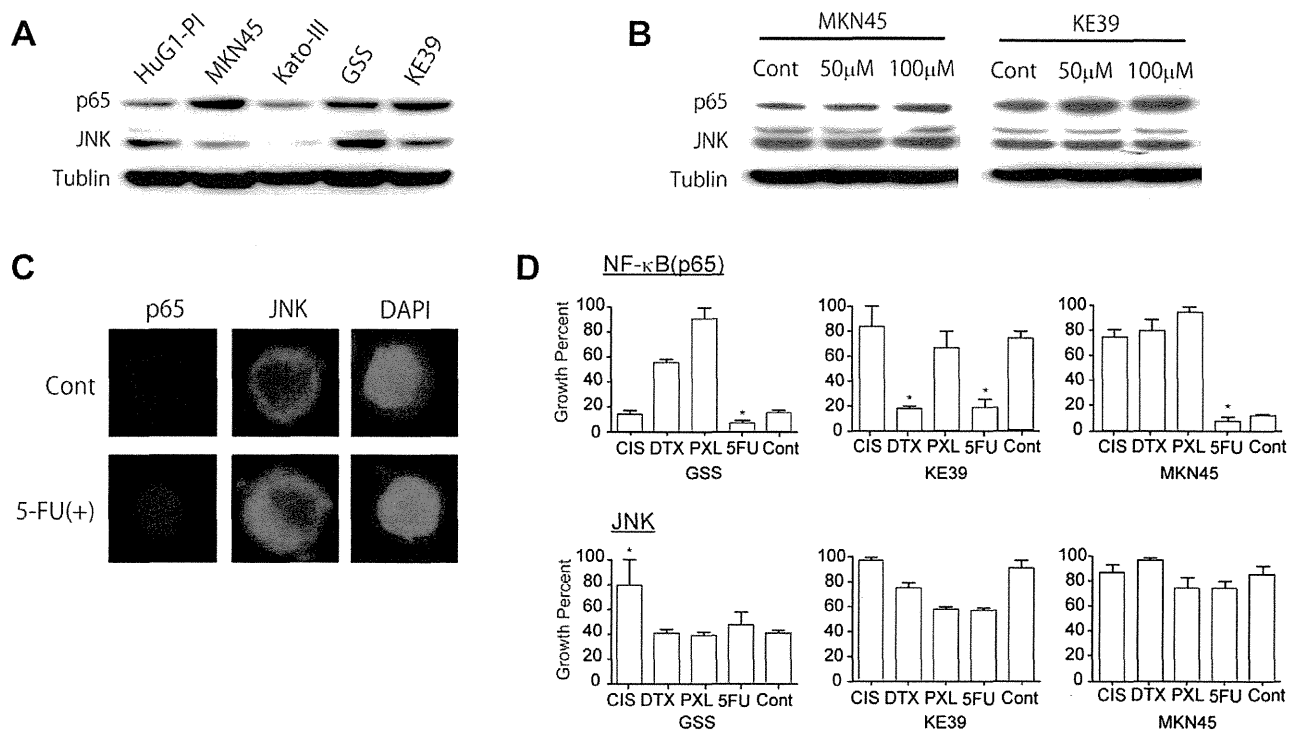 A
HuG1-PI MKN45 Kato-III GSS KE39
p65
JNK
Tublin
B
MKN45 KE39
Cont 50μM 100μM Cont 50μM 100μM
p65
JNK
Tublin
C
p65 JNK DAPI
Cont
5-FU(+)
D
NF-κB(p65)
Growth Percent
100
80
60
40
20
0
*
CIS DTX PXL 5FU Cont
GSS
100
80
60
40
20
0
* *
CIS DTX PXL 5FU Cont
KE39
100
80
60
40
20
0
*
CIS DTX PXL 5FU Cont
MKN45
JNK
Growth Percent
100
80
60
40
20
0
*
CIS DTX PXL 5FU Cont
GSS
100
80
60
40
20
0
CIS DTX PXL 5FU Cont
KE39
100
80
60
40
20
0
CIS DTX PXL 5FU Cont
MKN45